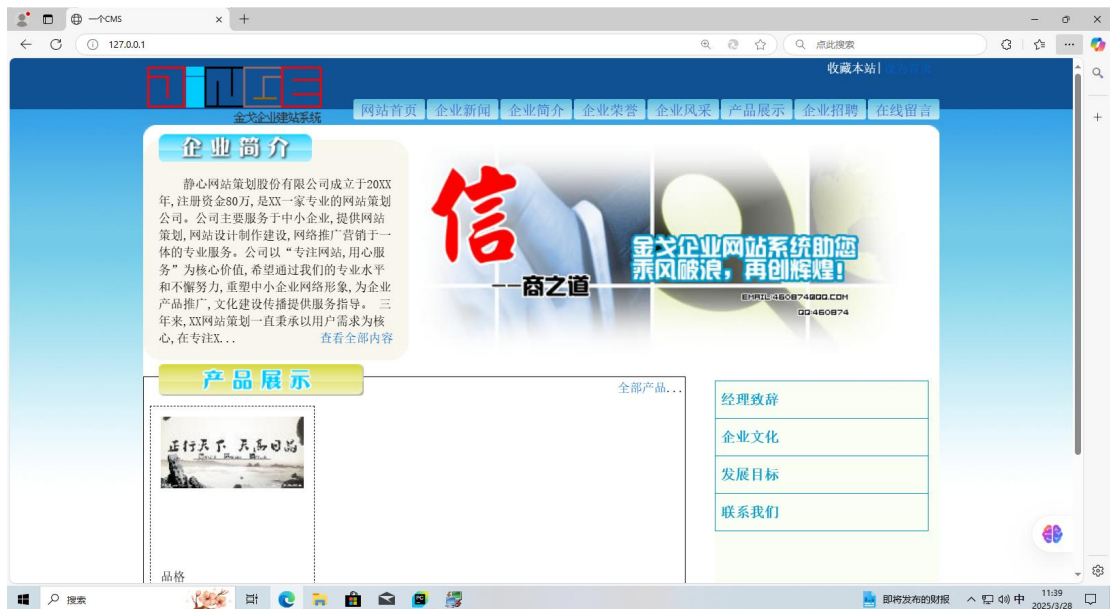 一个CMS
127.0.0.1
点此搜索
收藏本站|
金戈企业建站系统
网站首页 企业新闻 企业简介 企业荣誉 企业风采 产品展示 企业招聘 在线留言
企业简介
静心网站策划股份有限公司成立于20XX
年,注册资金80万,是XX一家专业的网站策划
公司。公司主要服务于中小企业,提供网站
策划,网站设计制作建设,网络推广营销于一
体的专业服务。公司以“专注网站,用心服
务”为核心价值,希望通过我们的专业水平
和不懈努力,重塑中小企业网络形象,为企业
产品推广,文化建设传播提供服务指导。 三
年来,XX网站策划一直秉承以用户需求为核
心,在专注X... 查看全部内容
信
——商之道
金戈企业网站系统助您
乘风破浪，再创辉煌！
EMAIL:460874@QQ.COM
QQ:460874
产品展示
全部产品...
正行天下 天高日品
品格
经理致辞
企业文化
发展目标
联系我们
搜索
即将发布的财报
中
11:39
2025/3/28